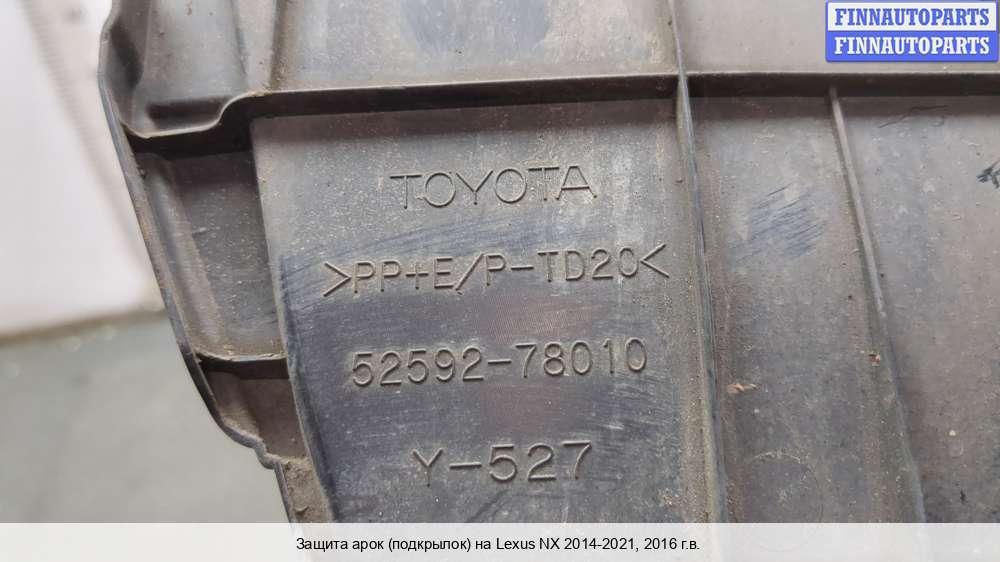 FINNAUTOPARTS
FINNAUTOPARTS
TOYOTA
>PP+E/P-TD20<
52592-78010
Y-527
Защита арок (подкрылок) на Lexus NX 2014-2021, 2016 г.в.